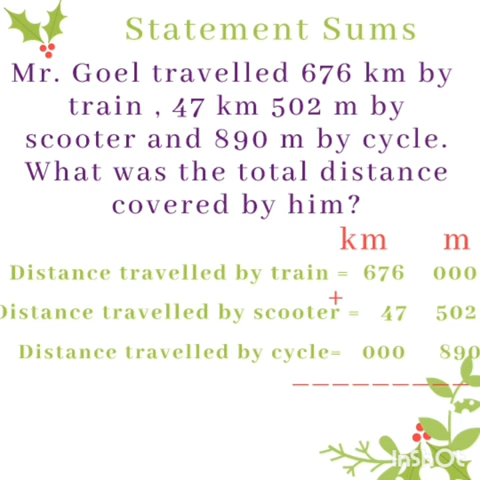 Statement Sums
Mr. Goel travelled 676 km by
train , 47 km 502 m by
scooter and 890 m by cycle.
What was the total distance
covered by him?
km m
Distance travelled by train = 676 000
+
Distance travelled by scooter = 47 502
Distance travelled by cycle= 000 890
InShOt